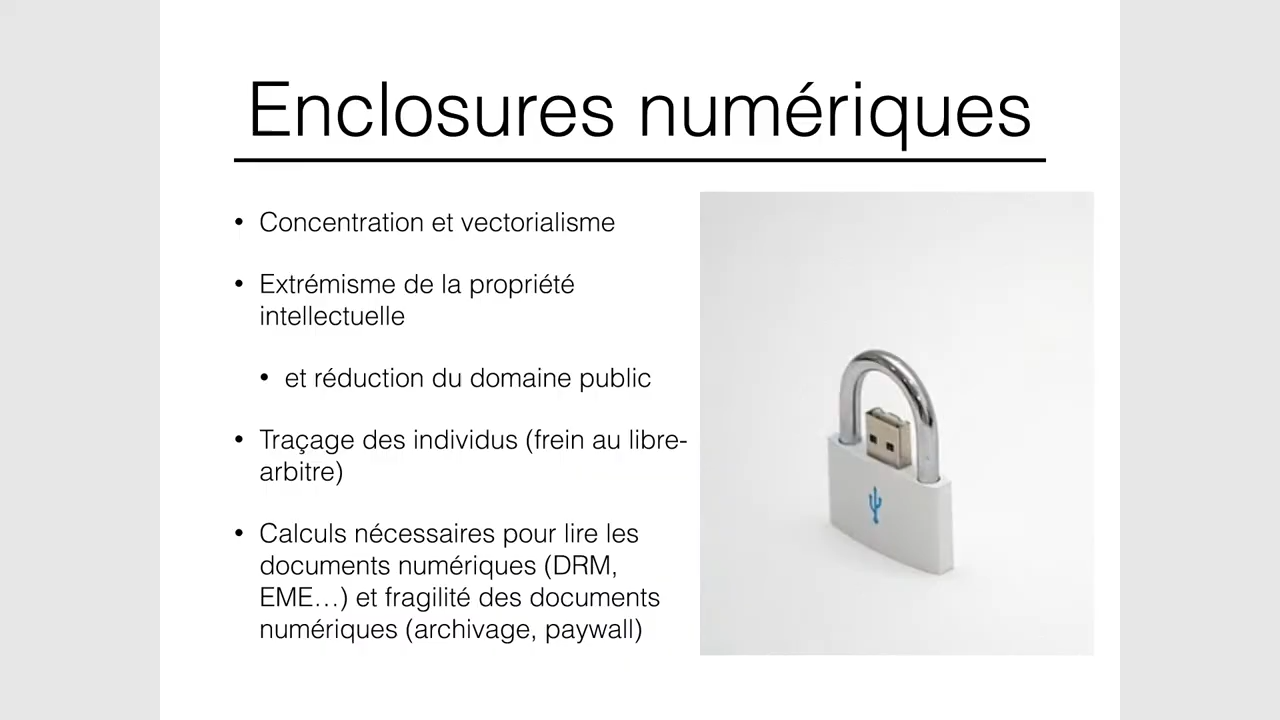 Enclosures numériques
• Concentration et vectorialisme
• Extrémisme de la propriété
intellectuelle
• et réduction du domaine public
• Traçage des individus (frein au libre-
arbitre)
• Calculs nécessaires pour lire les
documents numériques (DRM,
EME…) et fragilité des documents
numériques (archivage, paywall)